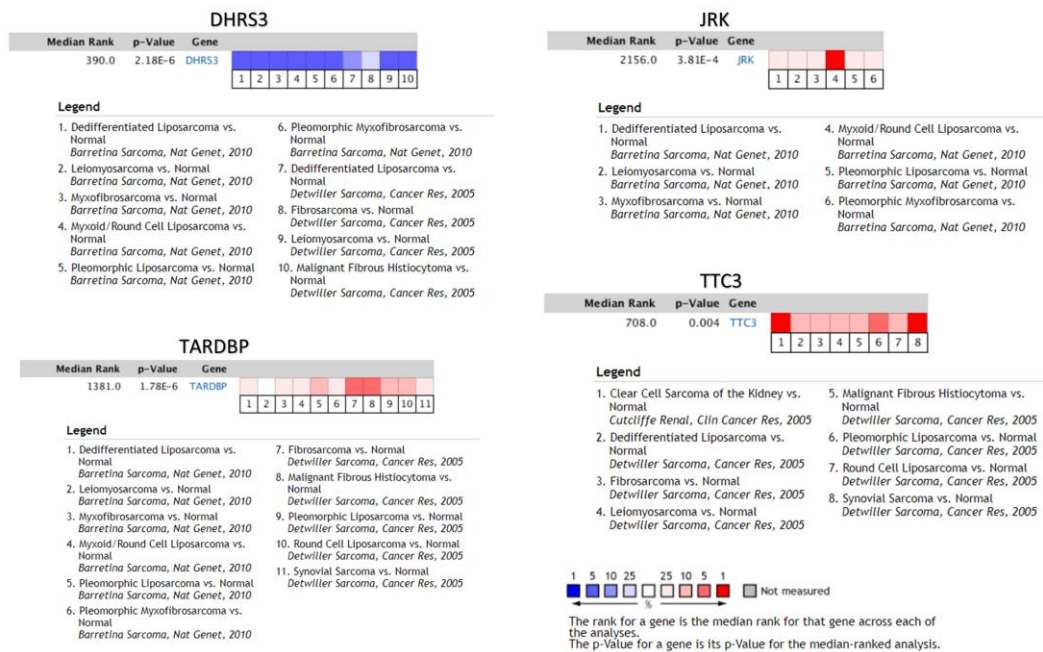 DHRS3
Median Rank p-Value Gene
390.0 2.18E-6 DHRS3
1 2 3 4 5 6 7 8 9 10
Legend
1. Dedifferentiated Liposarcoma vs.
Normal
Barretina Sarcoma, Nat Genet, 2010
2. Leiomyosarcoma vs. Normal
Barretina Sarcoma, Nat Genet, 2010
3. Myxofibrosarcoma vs. Normal
Barretina Sarcoma, Nat Genet, 2010
4. Myxoid/Round Cell Liposarcoma vs.
Normal
Barretina Sarcoma, Nat Genet, 2010
5. Pleomorphic Liposarcoma vs. Normal
Barretina Sarcoma, Nat Genet, 2010
6. Pleomorphic Myxofibrosarcoma vs.
Normal
Barretina Sarcoma, Nat Genet, 2010
7. Dedifferentiated Liposarcoma vs.
Normal
Detwiller Sarcoma, Cancer Res, 2005
8. Fibrosarcoma vs. Normal
Detwiller Sarcoma, Cancer Res, 2005
9. Leiomyosarcoma vs. Normal
Detwiller Sarcoma, Cancer Res, 2005
10. Malignant Fibrous Histiocytoma vs.
Normal
Detwiller Sarcoma, Cancer Res, 2005
JRK
Median Rank p-Value Gene
2156.0 3.81E-4 JRK
1 2 3 4 5 6
Legend
1. Dedifferentiated Liposarcoma vs.
Normal
Barretina Sarcoma, Nat Genet, 2010
2. Leiomyosarcoma vs. Normal
Barretina Sarcoma, Nat Genet, 2010
3. Myxofibrosarcoma vs. Normal
Barretina Sarcoma, Nat Genet, 2010
4. Myxoid/Round Cell Liposarcoma vs.
Normal
Barretina Sarcoma, Nat Genet, 2010
5. Pleomorphic Liposarcoma vs. Normal
Barretina Sarcoma, Nat Genet, 2010
6. Pleomorphic Myxofibrosarcoma vs.
Normal
Barretina Sarcoma, Nat Genet, 2010
TARDBP
Median Rank p-Value Gene
1381.0 1.78E-6 TARDBP
1 2 3 4 5 6 7 8 9 10 11
Legend
1. Dedifferentiated Liposarcoma vs.
Normal
Barretina Sarcoma, Nat Genet, 2010
2. Leiomyosarcoma vs. Normal
Barretina Sarcoma, Nat Genet, 2010
3. Myxofibrosarcoma vs. Normal
Barretina Sarcoma, Nat Genet, 2010
4. Myxoid/Round Cell Liposarcoma vs.
Normal
Barretina Sarcoma, Nat Genet, 2010
5. Pleomorphic Liposarcoma vs. Normal
Barretina Sarcoma, Nat Genet, 2010
6. Pleomorphic Myxofibrosarcoma vs.
Normal
Barretina Sarcoma, Nat Genet, 2010
7. Fibrosarcoma vs. Normal
Detwiller Sarcoma, Cancer Res, 2005
8. Malignant Fibrous Histiocytoma vs.
Normal
Detwiller Sarcoma, Cancer Res, 2005
9. Pleomorphic Liposarcoma vs. Normal
Detwiller Sarcoma, Cancer Res, 2005
10. Round Cell Liposarcoma vs. Normal
Detwiller Sarcoma, Cancer Res, 2005
11. Synovial Sarcoma vs. Normal
Detwiller Sarcoma, Cancer Res, 2005
TTC3
Median Rank p-Value Gene
708.0 0.004 TTC3
1 2 3 4 5 6 7 8
Legend
1. Clear Cell Sarcoma of the Kidney vs.
Normal
Cutcliffe Renal, Clin Cancer Res, 2005
2. Dedifferentiated Liposarcoma vs.
Normal
Detwiller Sarcoma, Cancer Res, 2005
3. Fibrosarcoma vs. Normal
Detwiller Sarcoma, Cancer Res, 2005
4. Leiomyosarcoma vs. Normal
Detwiller Sarcoma, Cancer Res, 2005
5. Malignant Fibrous Histiocytoma vs.
Normal
Detwiller Sarcoma, Cancer Res, 2005
6. Pleomorphic Liposarcoma vs. Normal
Detwiller Sarcoma, Cancer Res, 2005
7. Round Cell Liposarcoma vs. Normal
Detwiller Sarcoma, Cancer Res, 2005
8. Synovial Sarcoma vs. Normal
Detwiller Sarcoma, Cancer Res, 2005
1 5 10 25 25 10 5 1
Not measured
%
The rank for a gene is the median rank for that gene across each of
the analyses.
The p-Value for a gene is its p-Value for the median-ranked analysis.